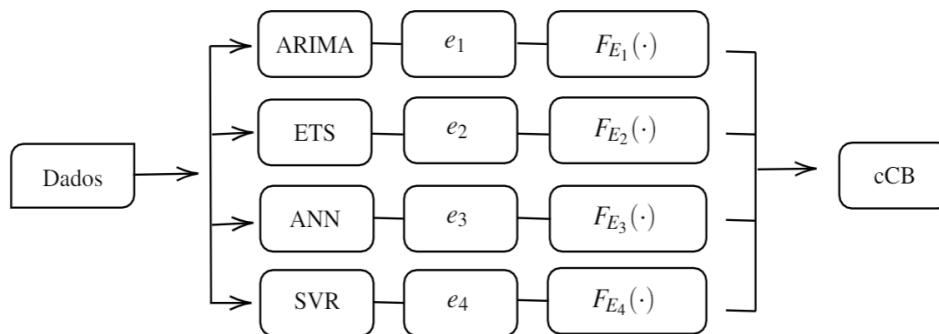 Dados
ARIMA
e₁
F_{E₁}(·)
ETS
e₂
F_{E₂}(·)
ANN
e₃
F_{E₃}(·)
SVR
e₄
F_{E₄}(·)
cCB